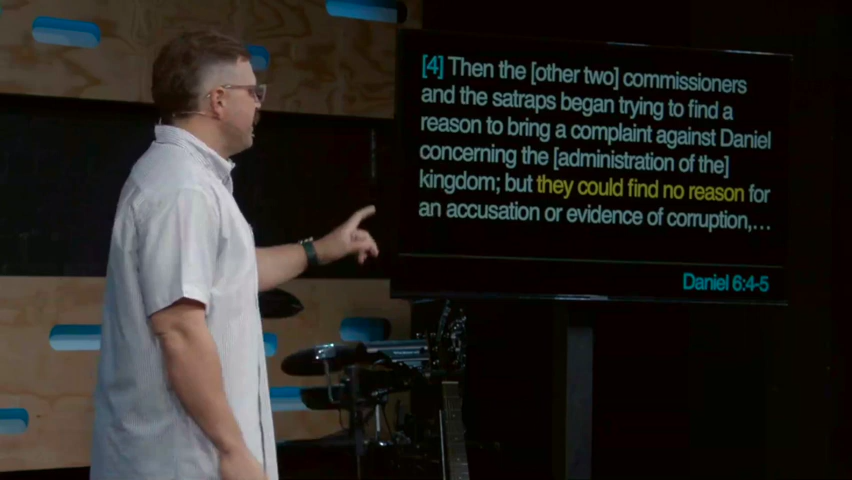 [4] Then the [other two] commissioners
and the satraps began trying to find a
reason to bring a complaint against Daniel
concerning the [administration of the]
kingdom; but they could find no reason for
an accusation or evidence of corruption,...
Daniel 6:4-5